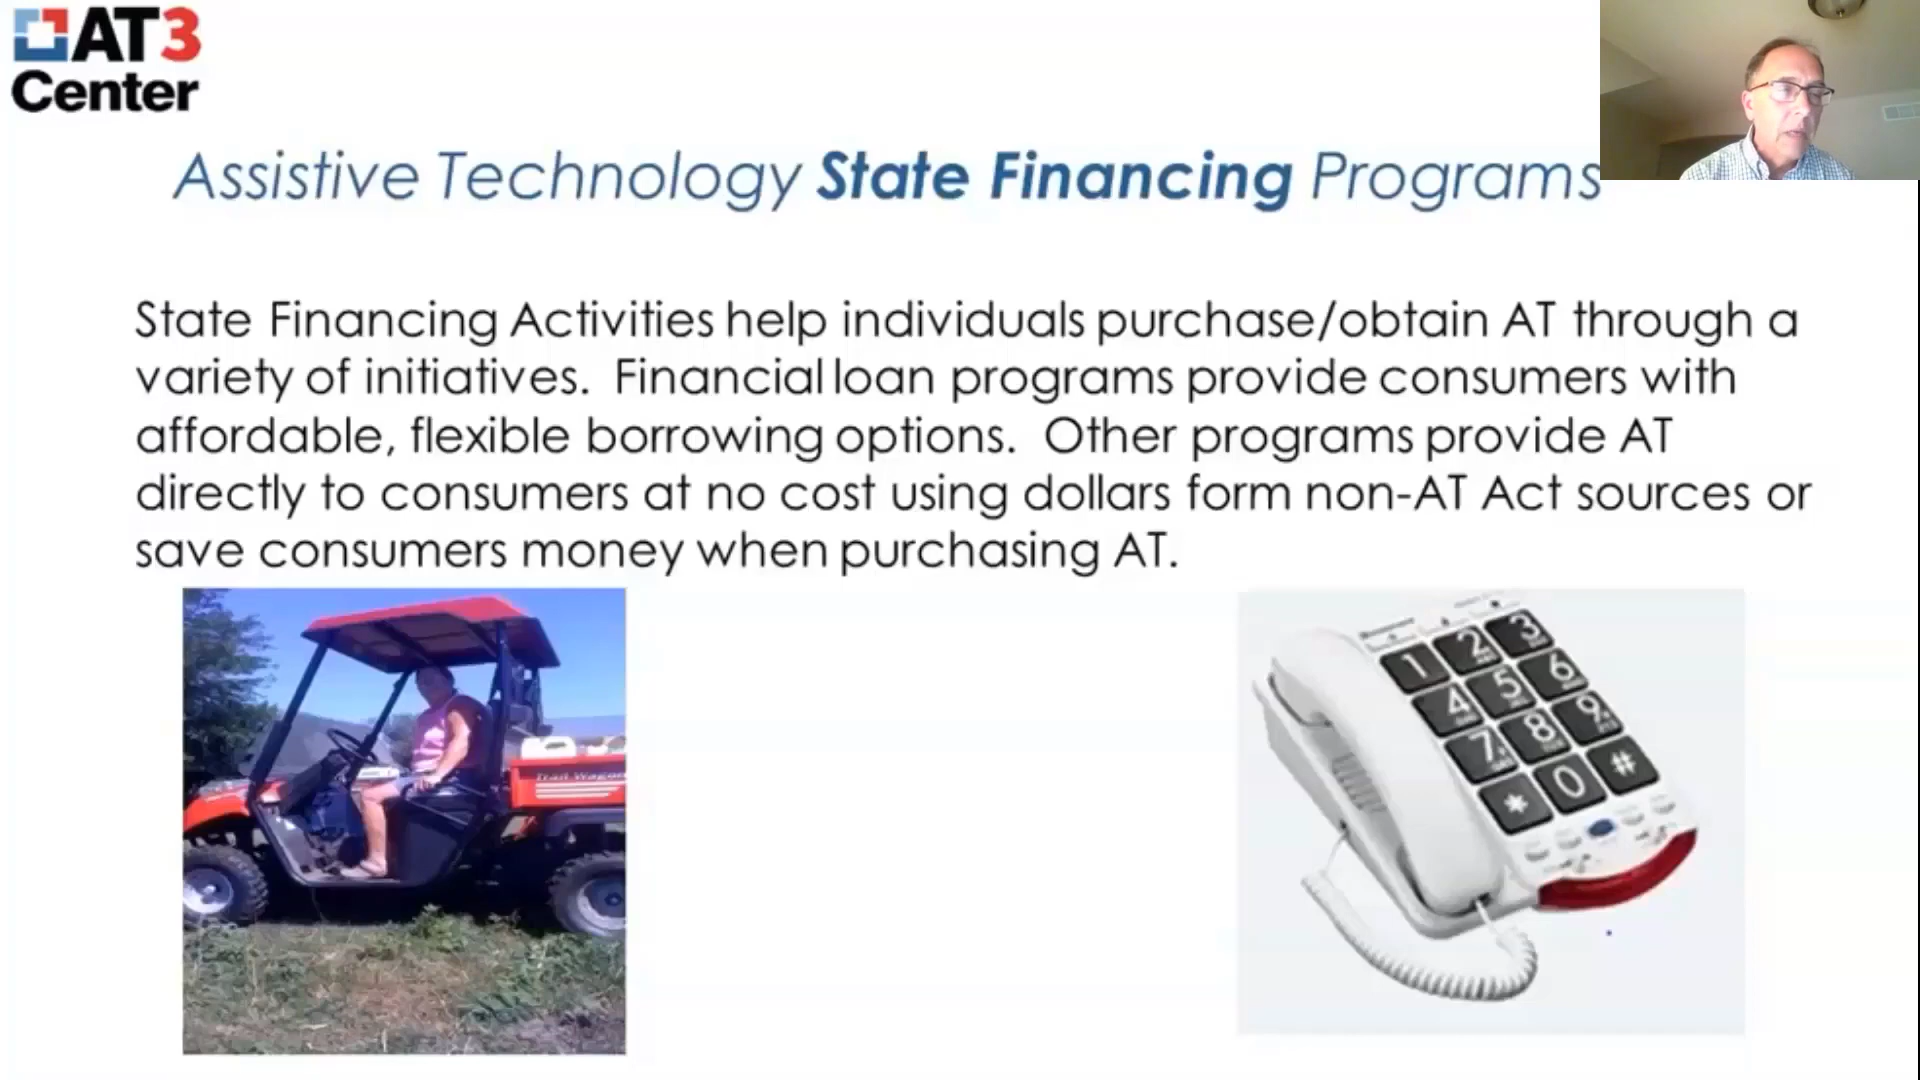 AT3
Center
Assistive Technology State Financing Programs
State Financing Activities help individuals purchase/obtain AT through a
variety of initiatives. Financial loan programs provide consumers with
affordable, flexible borrowing options. Other programs provide AT
directly to consumers at no cost using dollars form non-AT Act sources or
save consumers money when purchasing AT.
Trail Wagon
1 2 3
4 5 6
7 8 9
* 0 #